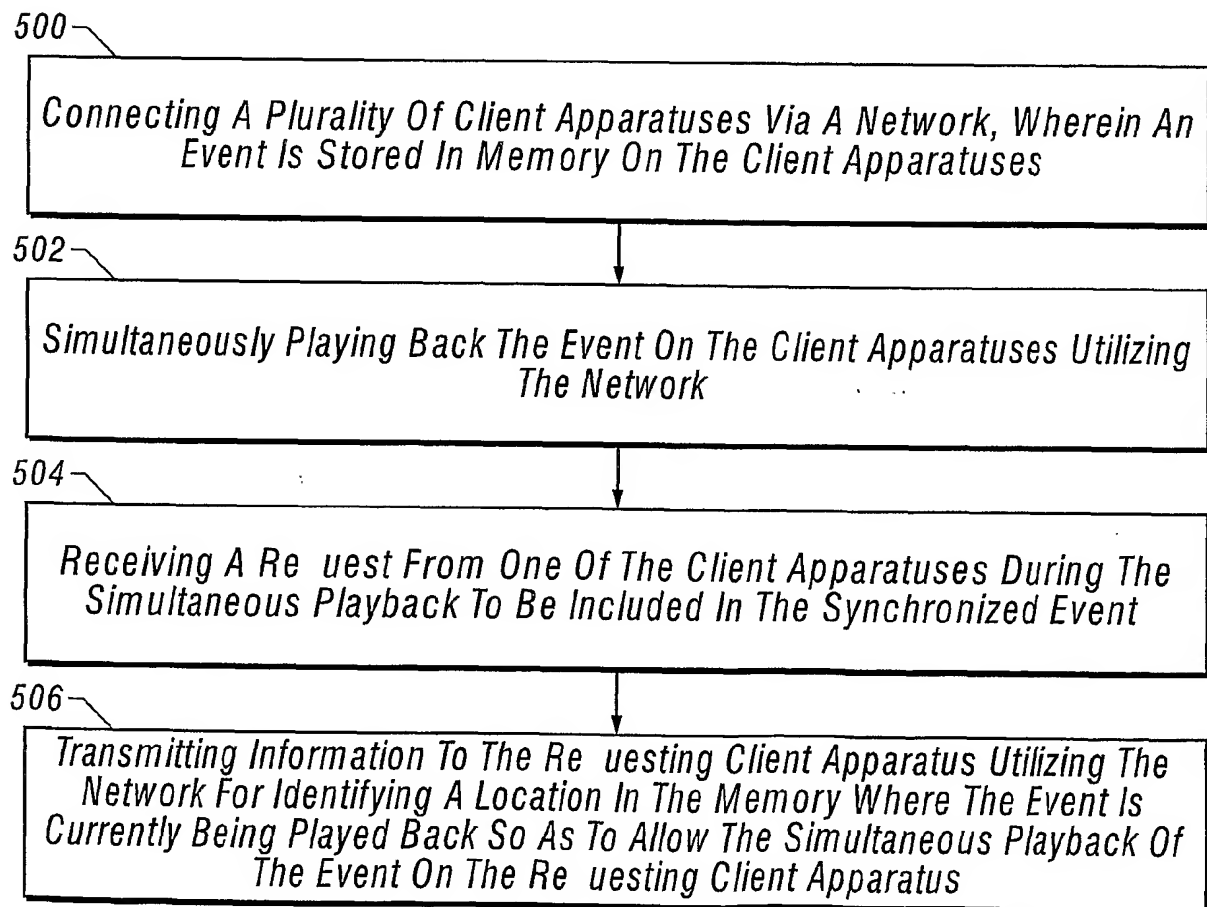 500
Connecting A Plurality Of Client Apparatuses Via A Network, Wherein An
Event Is Stored In Memory On The Client Apparatuses
502
Simultaneously Playing Back The Event On The Client Apparatuses Utilizing
The Network
504
Receiving A Re uest From One Of The Client Apparatuses During The
Simultaneous Playback To Be Included In The Synchronized Event
506
Transmitting Information To The Re uesting Client Apparatus Utilizing The
Network For Identifying A Location In The Memory Where The Event Is
Currently Being Played Back So As To Allow The Simultaneous Playback Of
The Event On The Re uesting Client Apparatus